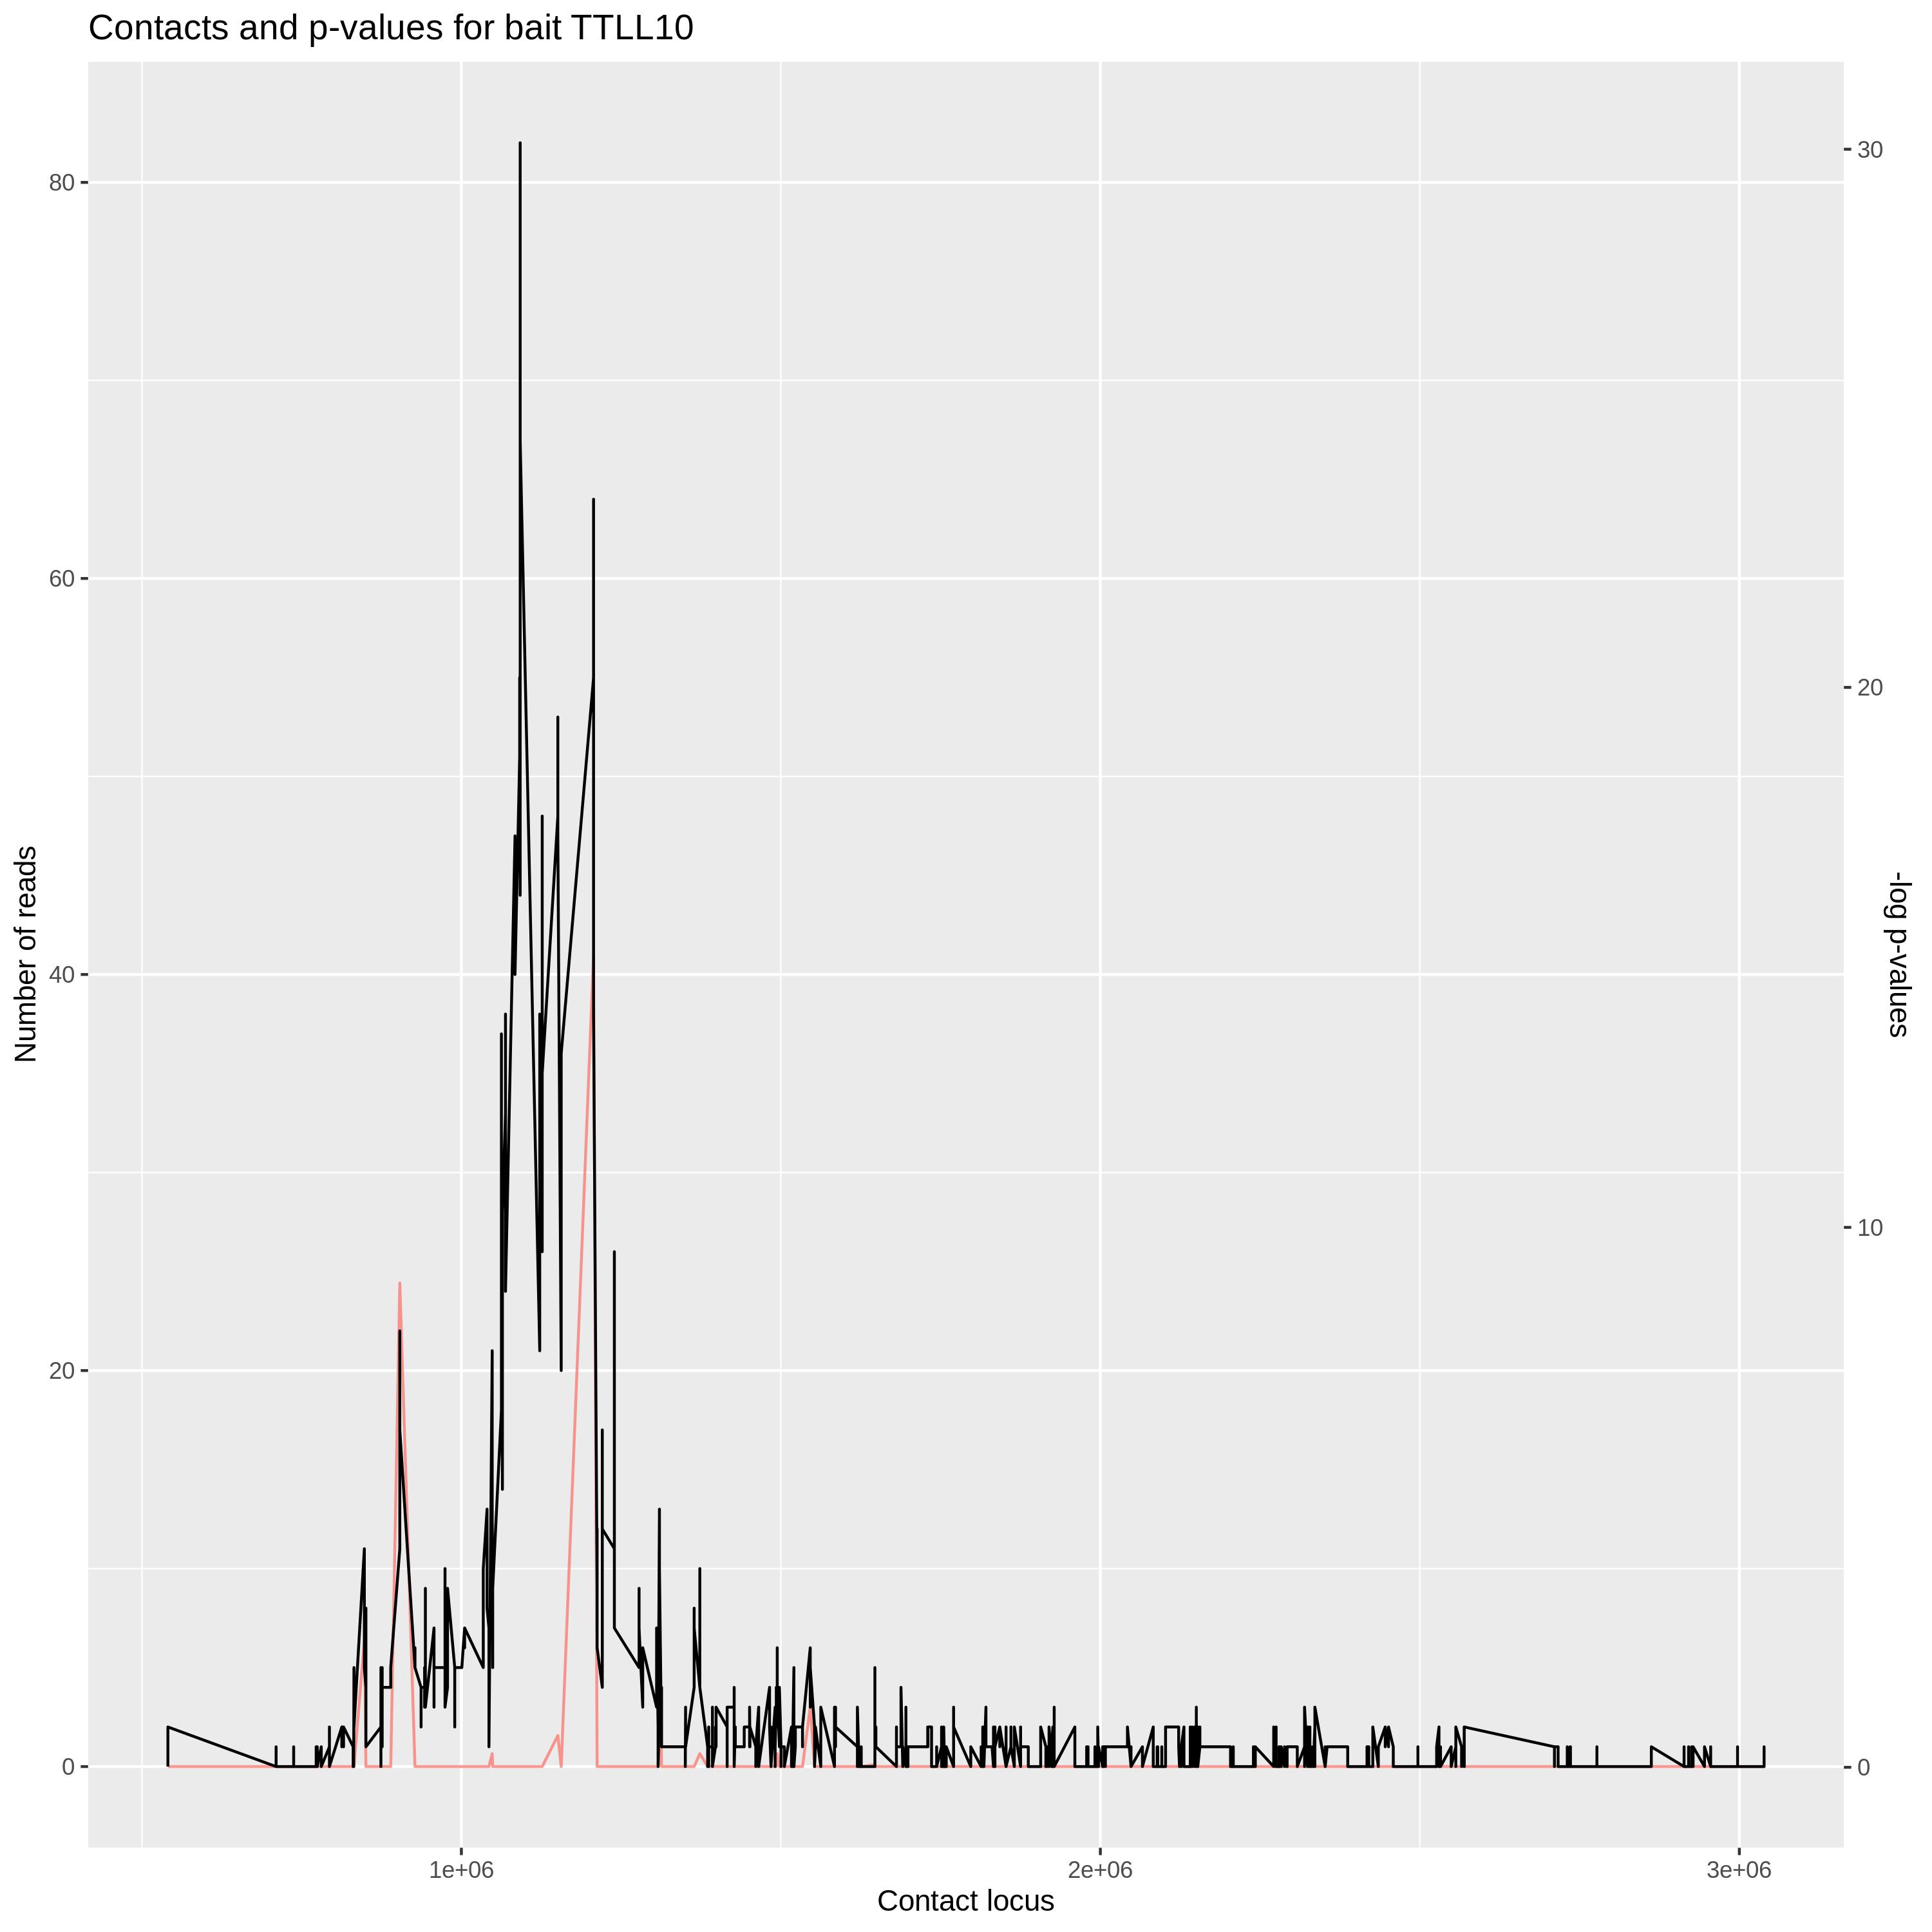 Contacts and p-values for bait TTLL10
80
60
40
20
0
30
20
10
0
Number of reads
-log p-values
1e+06
2e+06
3e+06
Contact locus